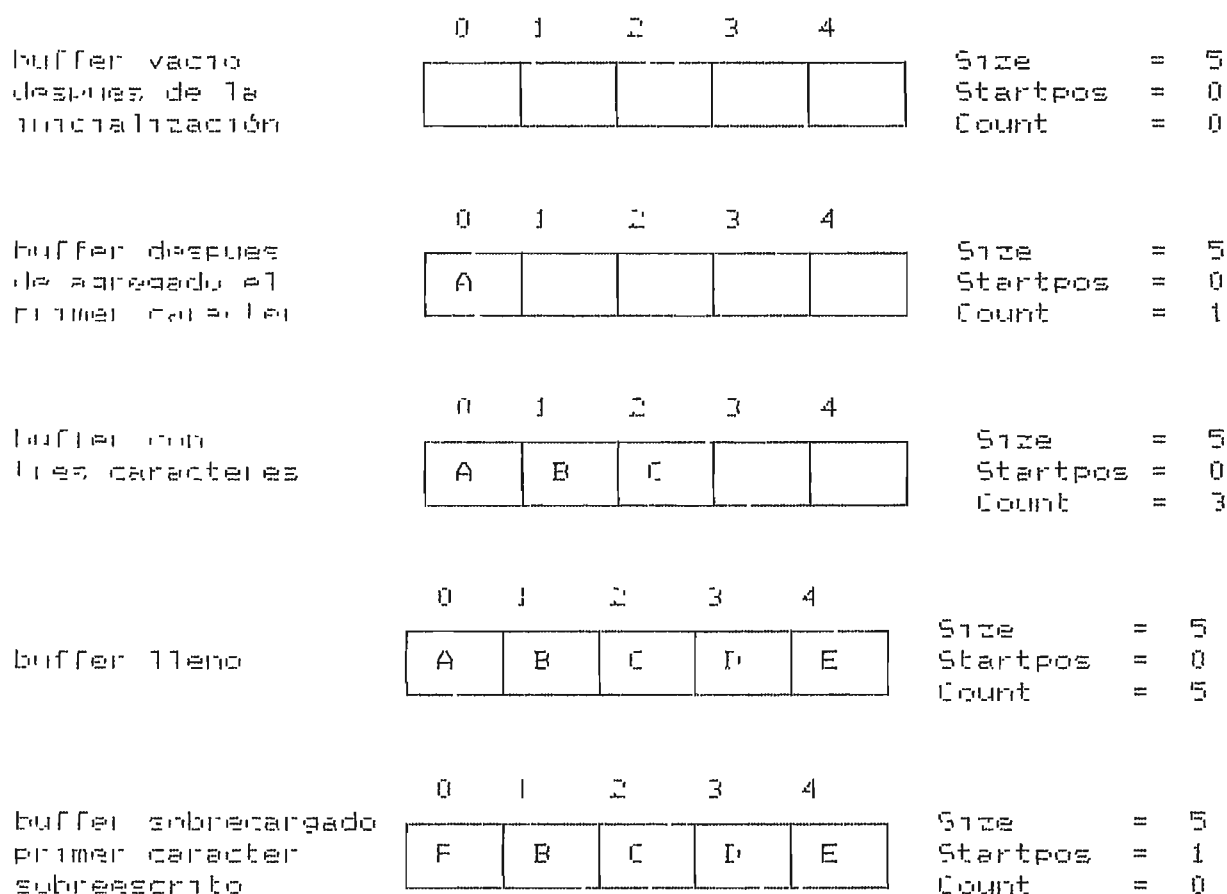 0 1 2 3 4
buffer vacio
despues de la
inicialización
Size = 5
Startpos = 0
Count = 0
0 1 2 3 4
buffer despues
de agregado el
primer caracter
A
Size = 5
Startpos = 0
Count = 1
0 1 2 3 4
buffer con
tres caracteres
A B C
Size = 5
Startpos = 0
Count = 3
0 1 2 3 4
buffer lleno
A B C D E
Size = 5
Startpos = 0
Count = 5
0 1 2 3 4
buffer sobrecargado
primer caracter
subreescrito
F B C D E
Size = 5
Startpos = 1
Count = 0